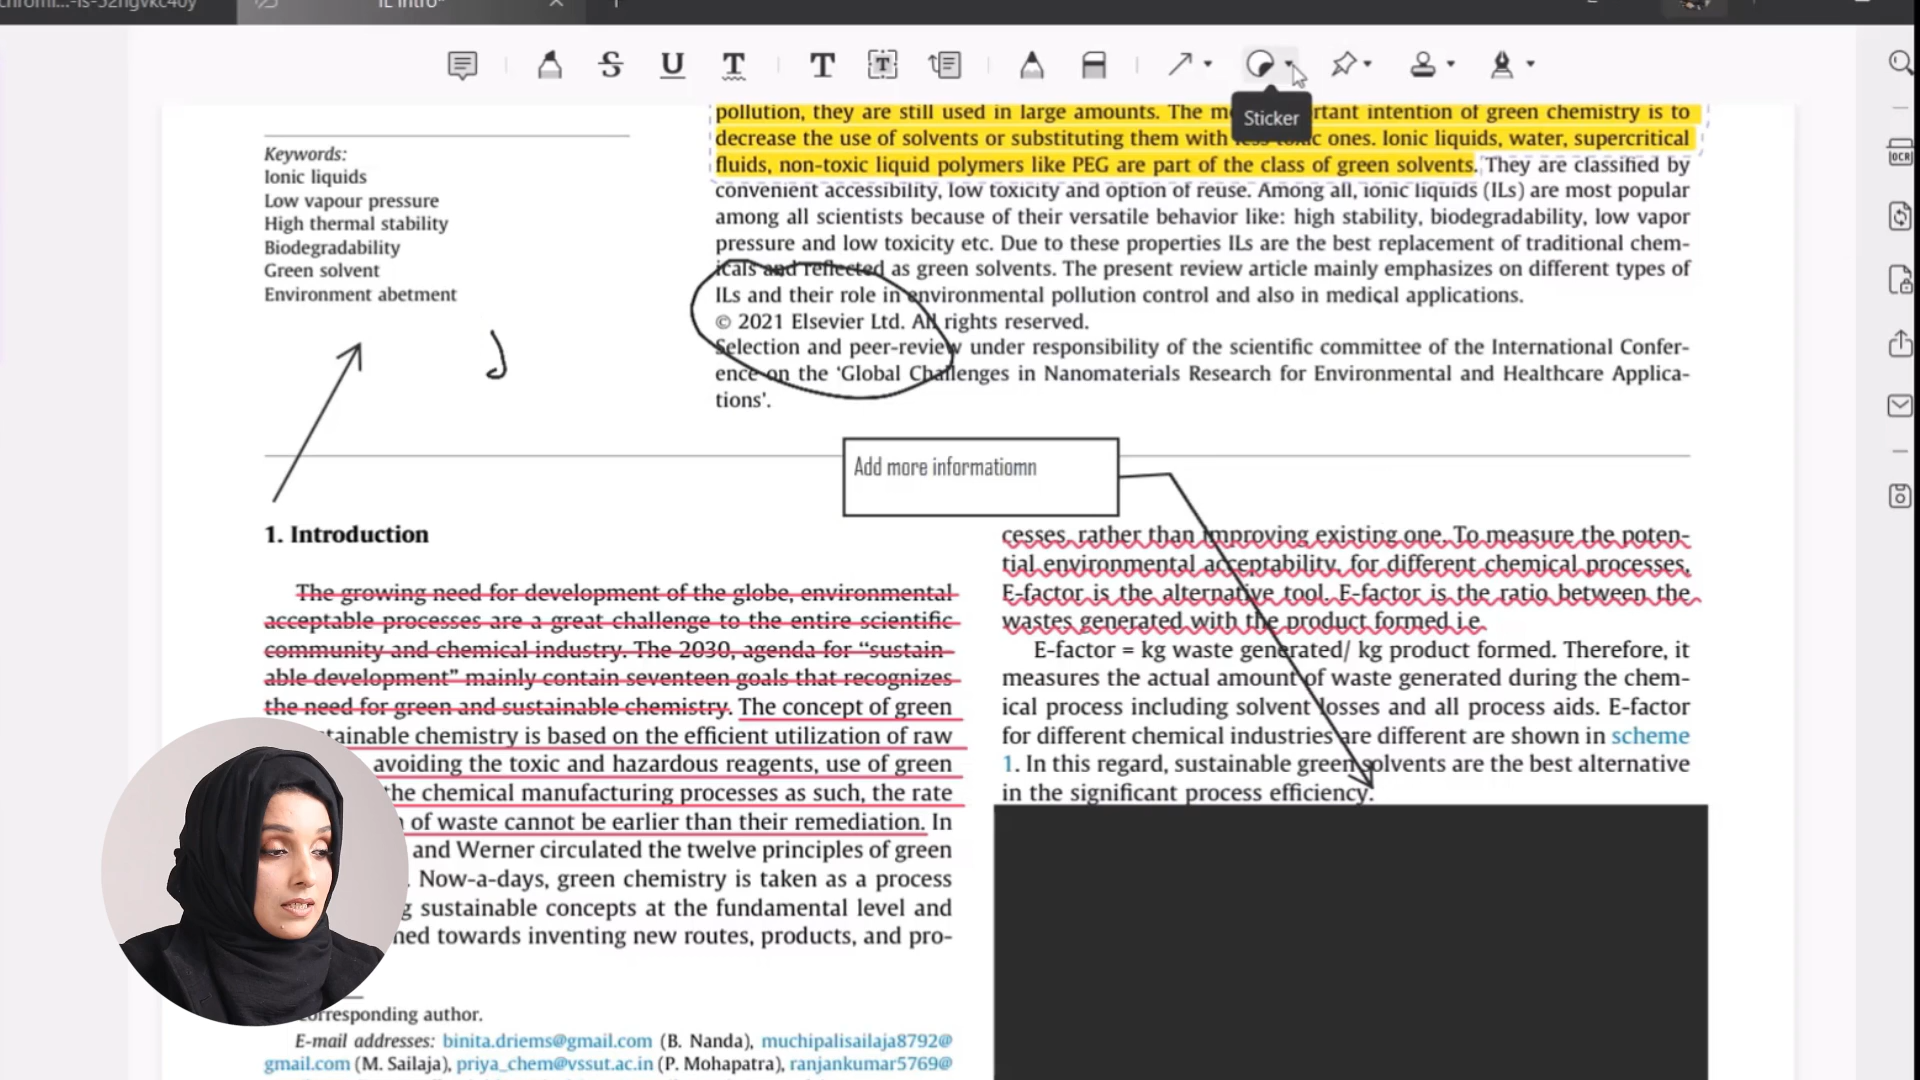 IL Intro*
Sticker
pollution, they are still used in large amounts. The m rtant intention of green chemistry is to
decrease the use of solvents or substituting them with less toxic ones. Ionic liquids, water, supercritical
fluids, non-toxic liquid polymers like PEG are part of the class of green solvents. They are classified by
convenient accessibility, low toxicity and option of reuse. Among all, ionic liquids (ILs) are most popular
among all scientists because of their versatile behavior like: high stability, biodegradability, low vapor
pressure and low toxicity etc. Due to these properties ILs are the best replacement of traditional chem-
icals and reflected as green solvents. The present review article mainly emphasizes on different types of
ILs and their role in environmental pollution control and also in medical applications.
© 2021 Elsevier Ltd. All rights reserved.
Selection and peer-review under responsibility of the scientific committee of the International Confer-
ence on the ‘Global Challenges in Nanomaterials Research for Environmental and Healthcare Applica-
tions’.
Keywords:
Ionic liquids
Low vapour pressure
High thermal stability
Biodegradability
Green solvent
Environment abetment
Add more informatiomn
1. Introduction
The growing need for development of the globe, environmental
acceptable processes are a great challenge to the entire scientific
community and chemical industry. The 2030, agenda for “sustain-
able development” mainly contain seventeen goals that recognizes
the need for green and sustainable chemistry. The concept of green
tainable chemistry is based on the efficient utilization of raw
avoiding the toxic and hazardous reagents, use of green
the chemical manufacturing processes as such, the rate
of waste cannot be earlier than their remediation. In
and Werner circulated the twelve principles of green
. Now-a-days, green chemistry is taken as a process
g sustainable concepts at the fundamental level and
ned towards inventing new routes, products, and pro-
cesses, rather than improving existing one. To measure the poten-
tial environmental acceptability, for different chemical processes,
E-factor is the alternative tool. E-factor is the ratio between the
wastes generated with the product formed i.e.
E-factor = kg waste generated/ kg product formed. Therefore, it
measures the actual amount of waste generated during the chem-
ical process including solvent losses and all process aids. E-factor
for different chemical industries are different are shown in scheme
1. In this regard, sustainable green solvents are the best alternative
in the significant process efficiency.
orresponding author.
E-mail addresses: binita.driems@gmail.com (B. Nanda), muchipalisailaja8792@
gmail.com (M. Sailaja), priya_chem@vssut.ac.in (P. Mohapatra), ranjankumar5769@